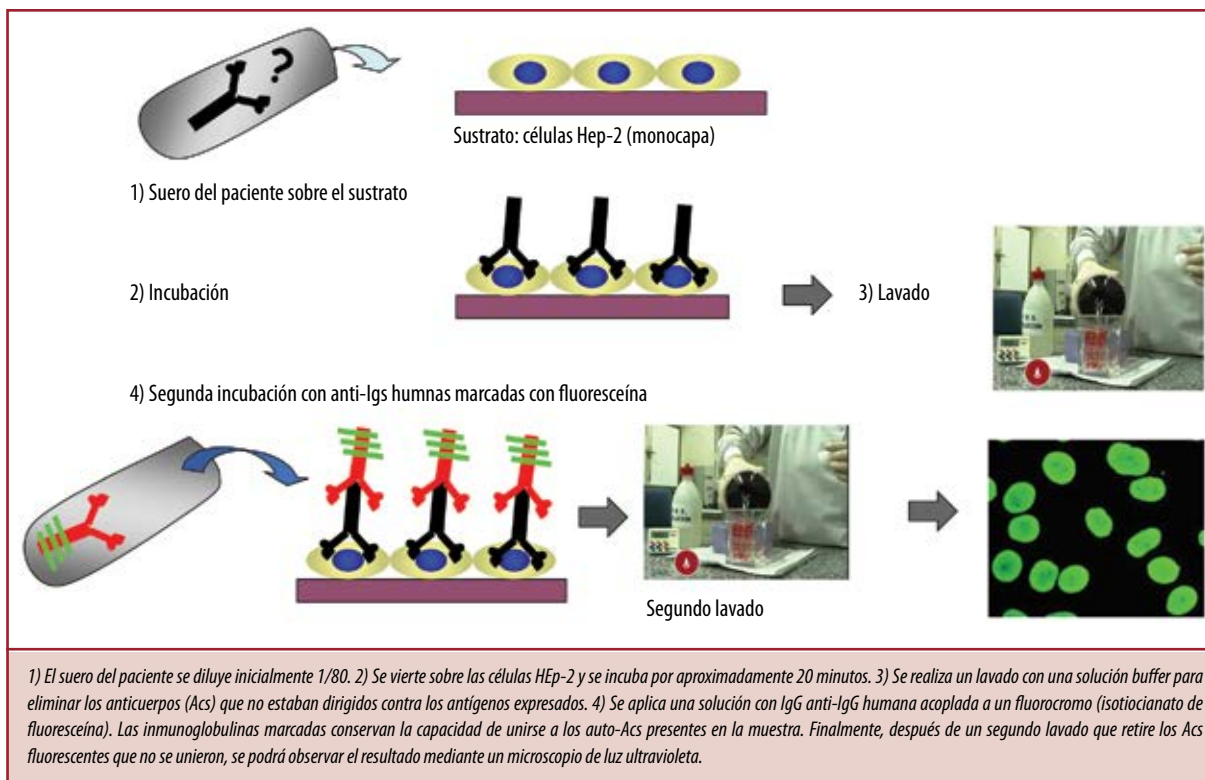 ?
Sustrato: células Hep-2 (monocapa)
1) Suero del paciente sobre el sustrato
2) Incubación
3) Lavado
4) Segunda incubación con anti-Igs humnas marcadas con fluoresceína
Segundo lavado
1) El suero del paciente se diluye inicialmente 1/80. 2) Se vierte sobre las células HEp-2 y se incuba por aproximadamente 20 minutos. 3) Se realiza un lavado con una solución buffer para
eliminar los anticuerpos (Acs) que no estaban dirigidos contra los antígenos expresados. 4) Se aplica una solución con IgG anti-IgG humana acoplada a un fluorocromo (isotiocianato de
fluoresceína). Las inmunoglobulinas marcadas conservan la capacidad de unirse a los auto-Acs presentes en la muestra. Finalmente, después de un segundo lavado que retire los Acs
fluorescentes que no se unieron, se podrá observar el resultado mediante un microscopio de luz ultravioleta.